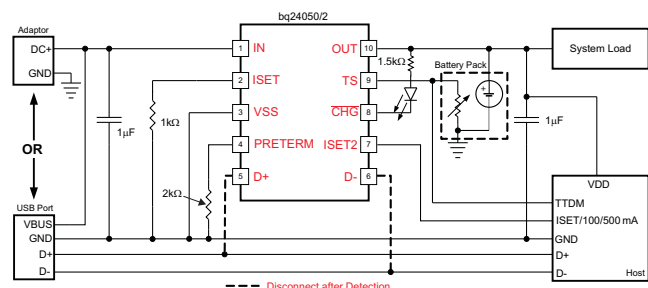 bq24050/2
Adaptor
DC+
GND
OR
USB Port
VBUS
GND
D+
D-
1μF
1kΩ
2kΩ
1 IN
2 ISET
3 VSS
4 PRETERM
5 D+
OUT 10
TS 9
CHG 8
ISET2 7
D- 6
1.5kΩ
Battery Pack
+
1μF
System Load
VDD
TTDM
ISET/100/500 mA
GND
D+
D-
Host
Disconnect after Detection